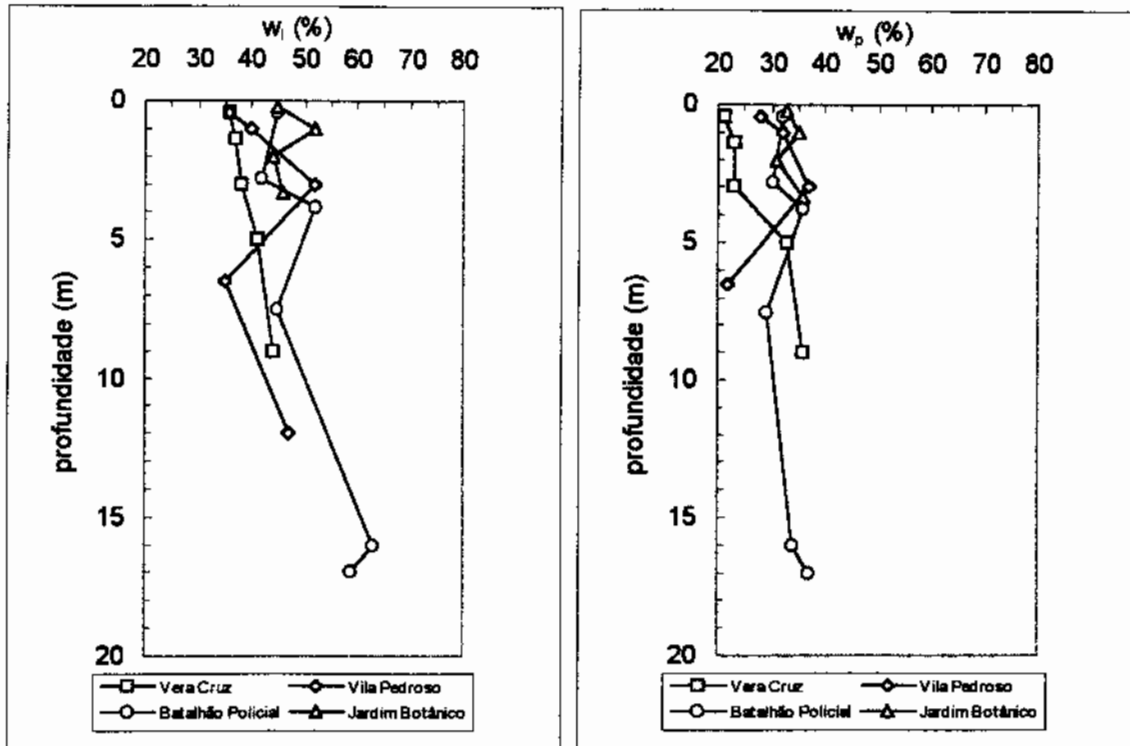 w_l (%)
20 30 40 50 60 70 80
0
5
10
15
20
profundidade (m)
Vera Cruz Vila Pedroso
Batalhão Policial Jardim Botânico
w_p (%)
20 30 40 50 60 70 80
0
5
10
15
20
profundidade (m)
Vera Cruz Vila Pedroso
Batalhão Policial Jardim Botânico